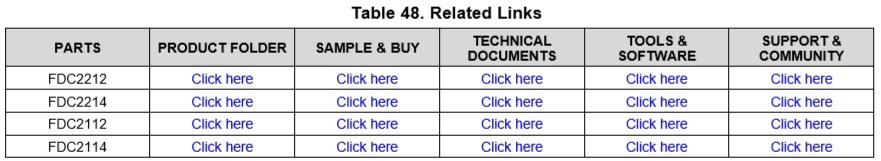 Table 48. Related Links
PARTS PRODUCT FOLDER SAMPLE & BUY TECHNICAL DOCUMENTS TOOLS & SOFTWARE SUPPORT & COMMUNITY
FDC2212 Click here Click here Click here Click here Click here
FDC2214 Click here Click here Click here Click here Click here
FDC2112 Click here Click here Click here Click here Click here
FDC2114 Click here Click here Click here Click here Click here